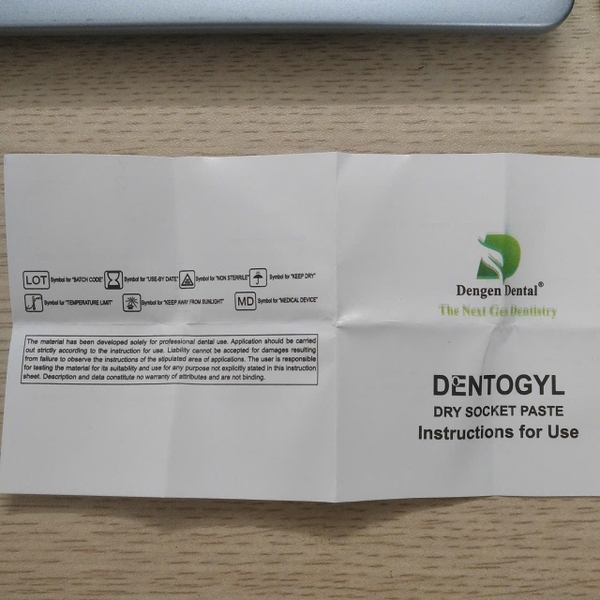 LOT Symbol for "BATCH CODE" Symbol for "USE-BY DATE" Symbol for "NON STERRILE" Symbol for "KEEP DRY"
Symbol for "TEMPERATURE LIMIT" Symbol for "KEEP AWAY FROM SUNLIGHT" MD Symbol for "MEDICAL DEVICE"
The material has been developed solely for professional dental use. Application should be carried
out strictly according to the instruction for use. Liability cannot be accepted for damages resulting
from failure to observe the instructions of the stipulated area of applications. The user is responsible
for testing the material for its suitability and use for any purpose not explicitly stated in this instruction
sheet. Description and data constitute no warranty of attributes and are not binding.
Dengen Dental®
The Next Gen Dentistry
DENTOGYL
DRY SOCKET PASTE
Instructions for Use